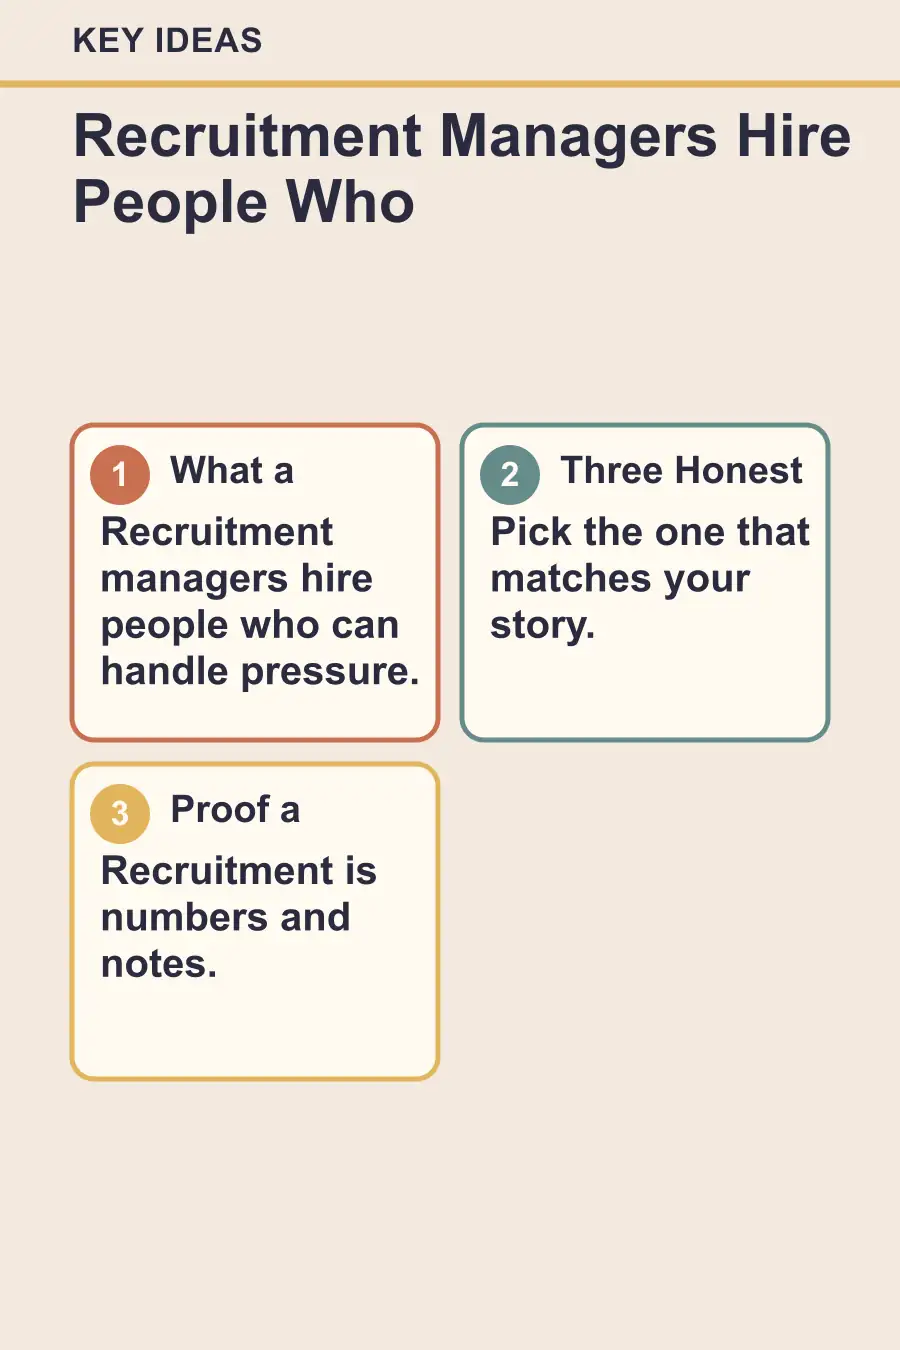 KEY IDEAS
Recruitment Managers Hire
People Who
1 What a
Recruitment
managers hire
people who can
handle pressure.
2 Three Honest
Pick the one that
matches your
story.
3 Proof a
Recruitment is
numbers and
notes.